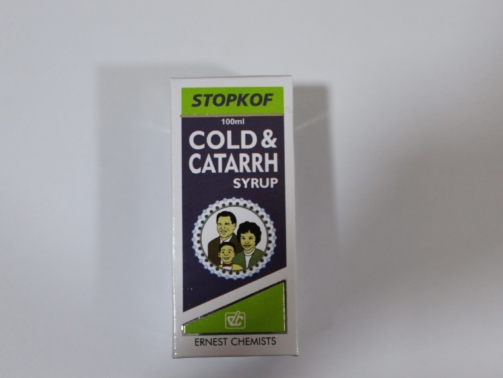 STOPKOF
100ml
COLD &
CATARRH
SYRUP
ERNEST CHEMISTS